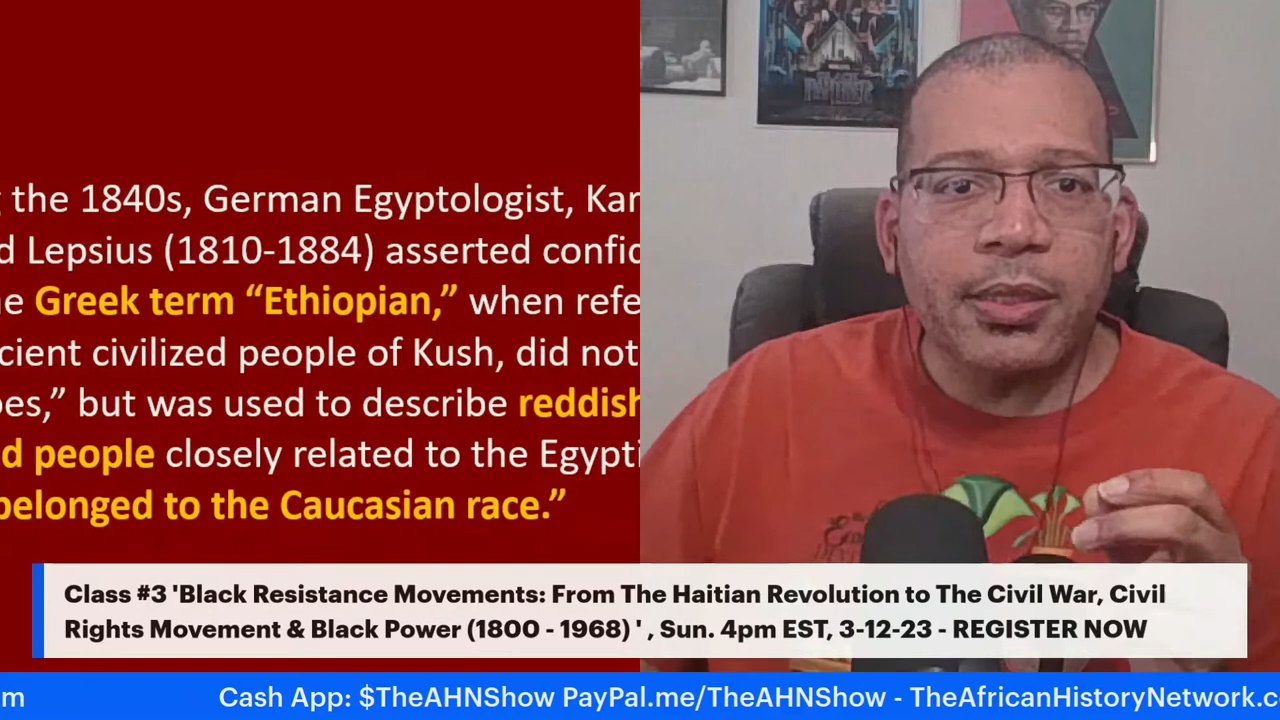 the 1840s, German Egyptologist, Kar
d Lepsius (1810-1884) asserted confid
e Greek term “Ethiopian,” when refe
cient civilized people of Kush, did not
oes,” but was used to describe reddish
d people closely related to the Egypti
belonged to the Caucasian race.”
Class #3 'Black Resistance Movements: From The Haitian Revolution to The Civil War, Civil
Rights Movement & Black Power (1800 - 1968) ' , Sun. 4pm EST, 3-12-23 - REGISTER NOW
m Cash App: $TheAHNShow PayPal.me/TheAHNShow - TheAfricanHistoryNetwork.c